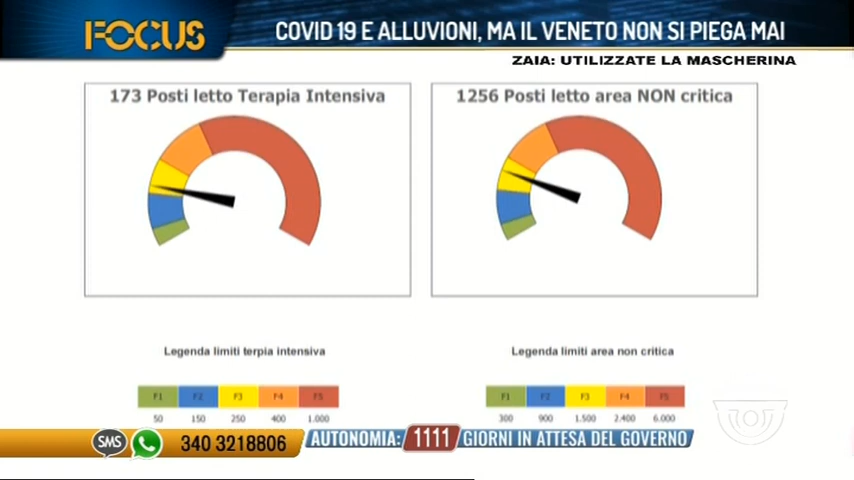 FOCUS
COVID 19 E ALLUVIONI, MA IL VENETO NON SI PIEGA MAI
ZAIA: UTILIZZATE LA MASCHERINA
173 Posti letto Terapia Intensiva
1256 Posti letto area NON critica
Legenda limiti terpia intensiva
F1 F2 F3 F4 F5
50 150 250 400 1.000
Legenda limiti area non critica
F1 F2 F3 F4 F5
300 900 1.500 2.400 6.000
SMS 340 3218806
AUTONOMIA: 1111 GIORNI IN ATTESA DEL GOVERNO